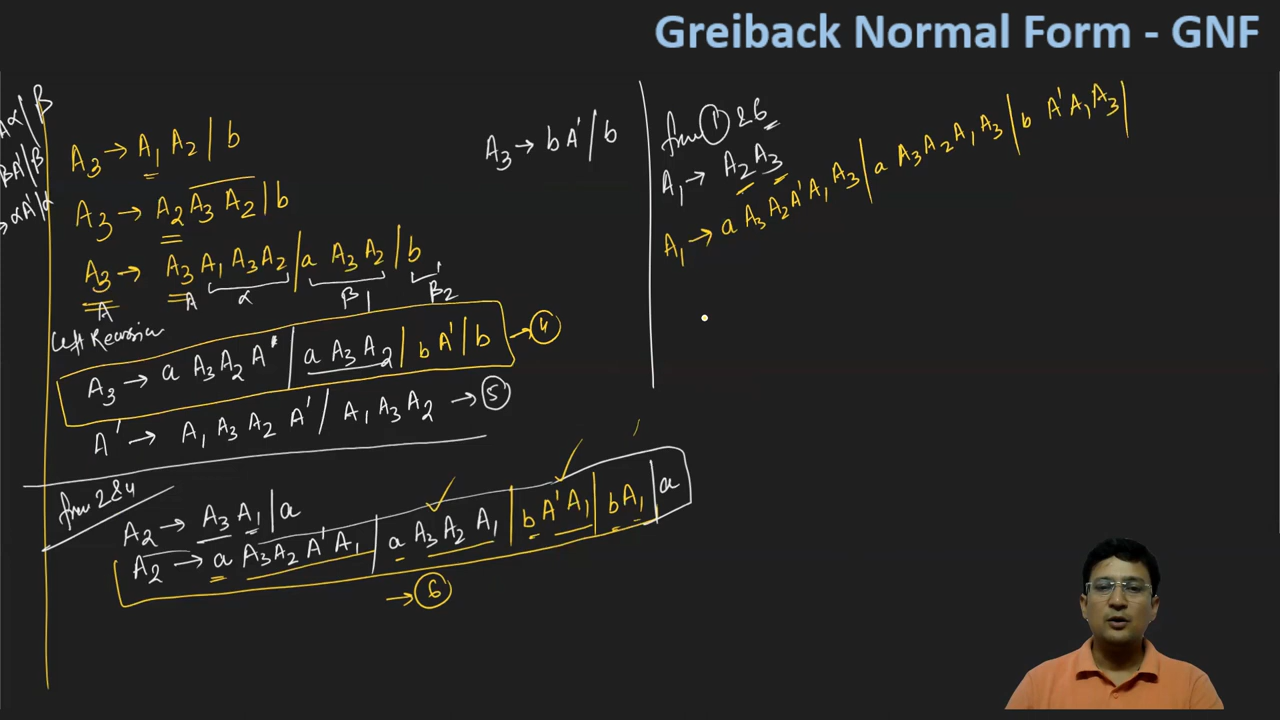 Greiback Normal Form - GNF
Aα/β
BA'/β
→ αA'/α
A₃ → A₁ A₂ | b
A₃ → A₂ A₃ A₂ | b
A₃ → A₃ A₁ A₃ A₂ | a A₃ A₂ | b
A A α β₁ β₂
Left Recursion
A₃ → a A₃ A₂ A' | a A₃ A₂ | b A' / b → ④
A' → A₁ A₃ A₂ A' / A₁ A₃ A₂ → ⑤
from 2 & 4
A₂ → A₃ A₁ | a
A₂ → a A₃ A₂ A' A₁ | a A₃ A₂ A₁ | b A' A₁ | b A₁ | a
→ ⑥
A₃ → b A' / b
from ① & 6
A₁ → A₂ A₃
A₁ → a A₃ A₂ A' A₁ A₃ | a A₃ A₂ A₁ A₃ | b A' A₁ A₃ |